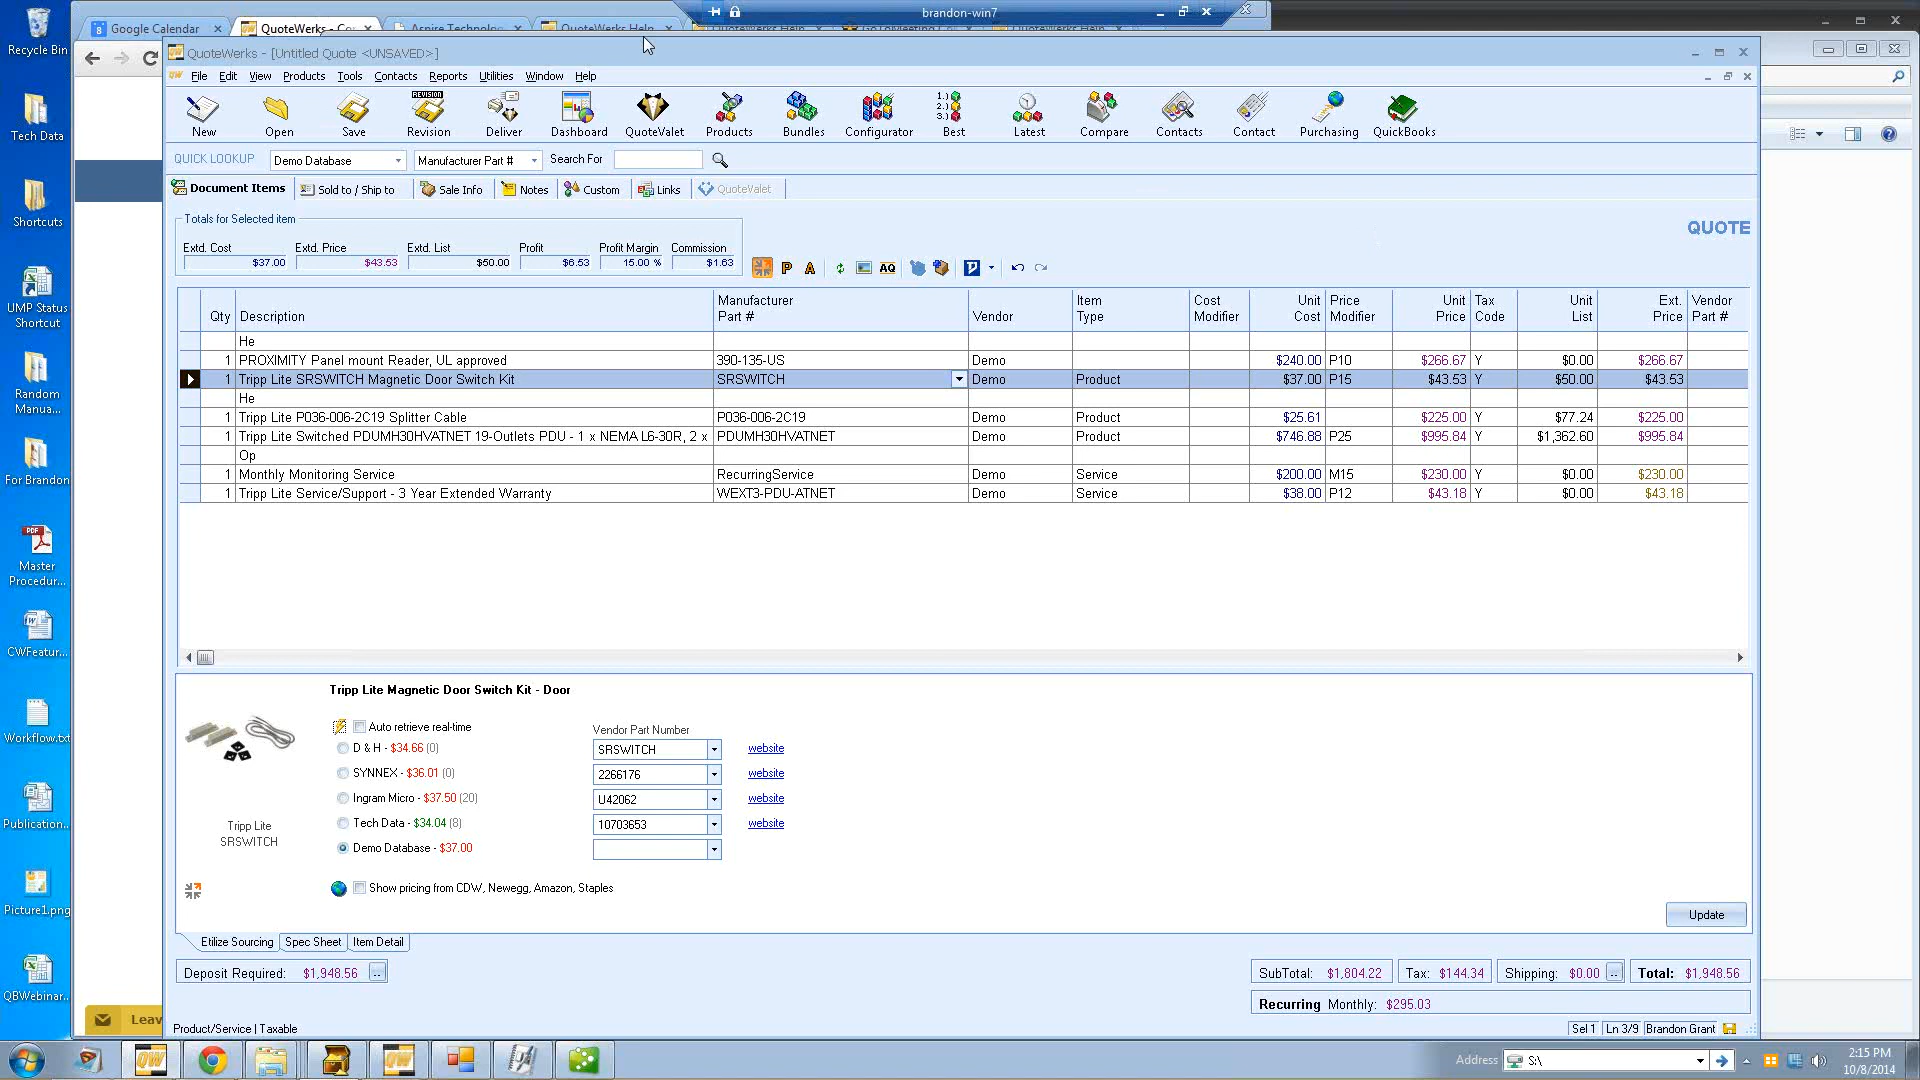 brandon-win7
Google Calendar
QuoteWerks - Co
Aspire Technolog
QuoteWerks Help
QuoteWerks - [Untitled Quote <UNSAVED>]
File Edit View Products Tools Contacts Reports Utilities Window Help
REVISION
1.)
2.)
3.)
New Open Save Revision Deliver Dashboard QuoteValet Products Bundles Configurator Best Latest Compare Contacts Contact Purchasing QuickBooks
QUICK LOOKUP Demo Database Manufacturer Part # Search For
Document Items Sold to / Ship to Sale Info Notes Custom Links QuoteValet
Totals for Selected item
QUOTE
Extd. Cost Extd. Price Extd. List Profit Profit Margin Commission
$37.00 $43.53 $50.00 $6.53 15.00 % $1.63
P A AQ
Qty Description Manufacturer Part # Vendor Item Type Cost Modifier Unit Cost Price Modifier Unit Price Tax Code Unit List Ext. Price Vendor Part #
He
1 PROXIMITY Panel mount Reader, UL approved 390-135-US Demo $240.00 P10 $266.67 Y $0.00 $266.67
1 Tripp Lite SRSWITCH Magnetic Door Switch Kit SRSWITCH Demo Product $37.00 P15 $43.53 Y $50.00 $43.53
He
1 Tripp Lite P036-006-2C19 Splitter Cable P036-006-2C19 Demo Product $25.61 $225.00 Y $77.24 $225.00
1 Tripp Lite Switched PDUMH30HVATNET 19-Outlets PDU - 1 x NEMA L6-30R, 2 x PDUMH30HVATNET Demo Product $746.88 P25 $995.84 Y $1,362.60 $995.84
Op
1 Monthly Monitoring Service RecurringService Demo Service $200.00 M15 $230.00 Y $0.00 $230.00
1 Tripp Lite Service/Support - 3 Year Extended Warranty WEXT3-PDU-ATNET Demo Service $38.00 P12 $43.18 Y $0.00 $43.18
Tripp Lite Magnetic Door Switch Kit - Door
Auto retrieve real-time
Vendor Part Number
D & H - $34.66 (0) SRSWITCH website
SYNNEX - $36.01 (0) 2266176 website
Ingram Micro - $37.50 (20) U42062 website
Tech Data - $34.04 (8) 10703653 website
Demo Database - $37.00
Tripp Lite
SRSWITCH
Show pricing from CDW, Newegg, Amazon, Staples
Update
Etilize Sourcing Spec Sheet Item Detail
Deposit Required: $1,948.56 ...
SubTotal: $1,804.22 Tax: $144.34 Shipping: $0.00 ... Total: $1,948.56
Recurring Monthly: $295.03
Product/Service | Taxable
Sel 1 Ln 3/9 Brandon Grant
Recycle Bin
Tech Data
Shortcuts
UMP Status
Shortcut
Random
Manua...
For Brandon
Master
Procedur...
CWFeatur...
Workflow.txt
Publication...
Picture1.png
QBWebinar...
Leav
Address S:\
2:15 PM
10/8/2014